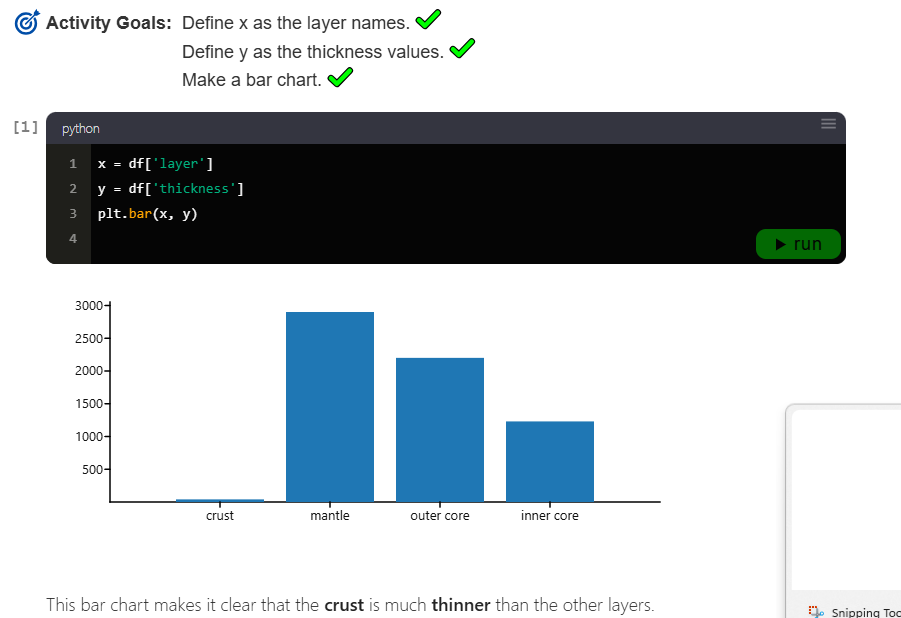 Activity Goals: Define x as the layer names.
Define y as the thickness values.
Make a bar chart.
[1]
python
1 x = df['layer']
2 y = df['thickness']
3 plt.bar(x, y)
4
run
3000
2500
2000
1500
1000
500
crust mantle outer core inner core
This bar chart makes it clear that the crust is much thinner than the other layers.
Snipping Too